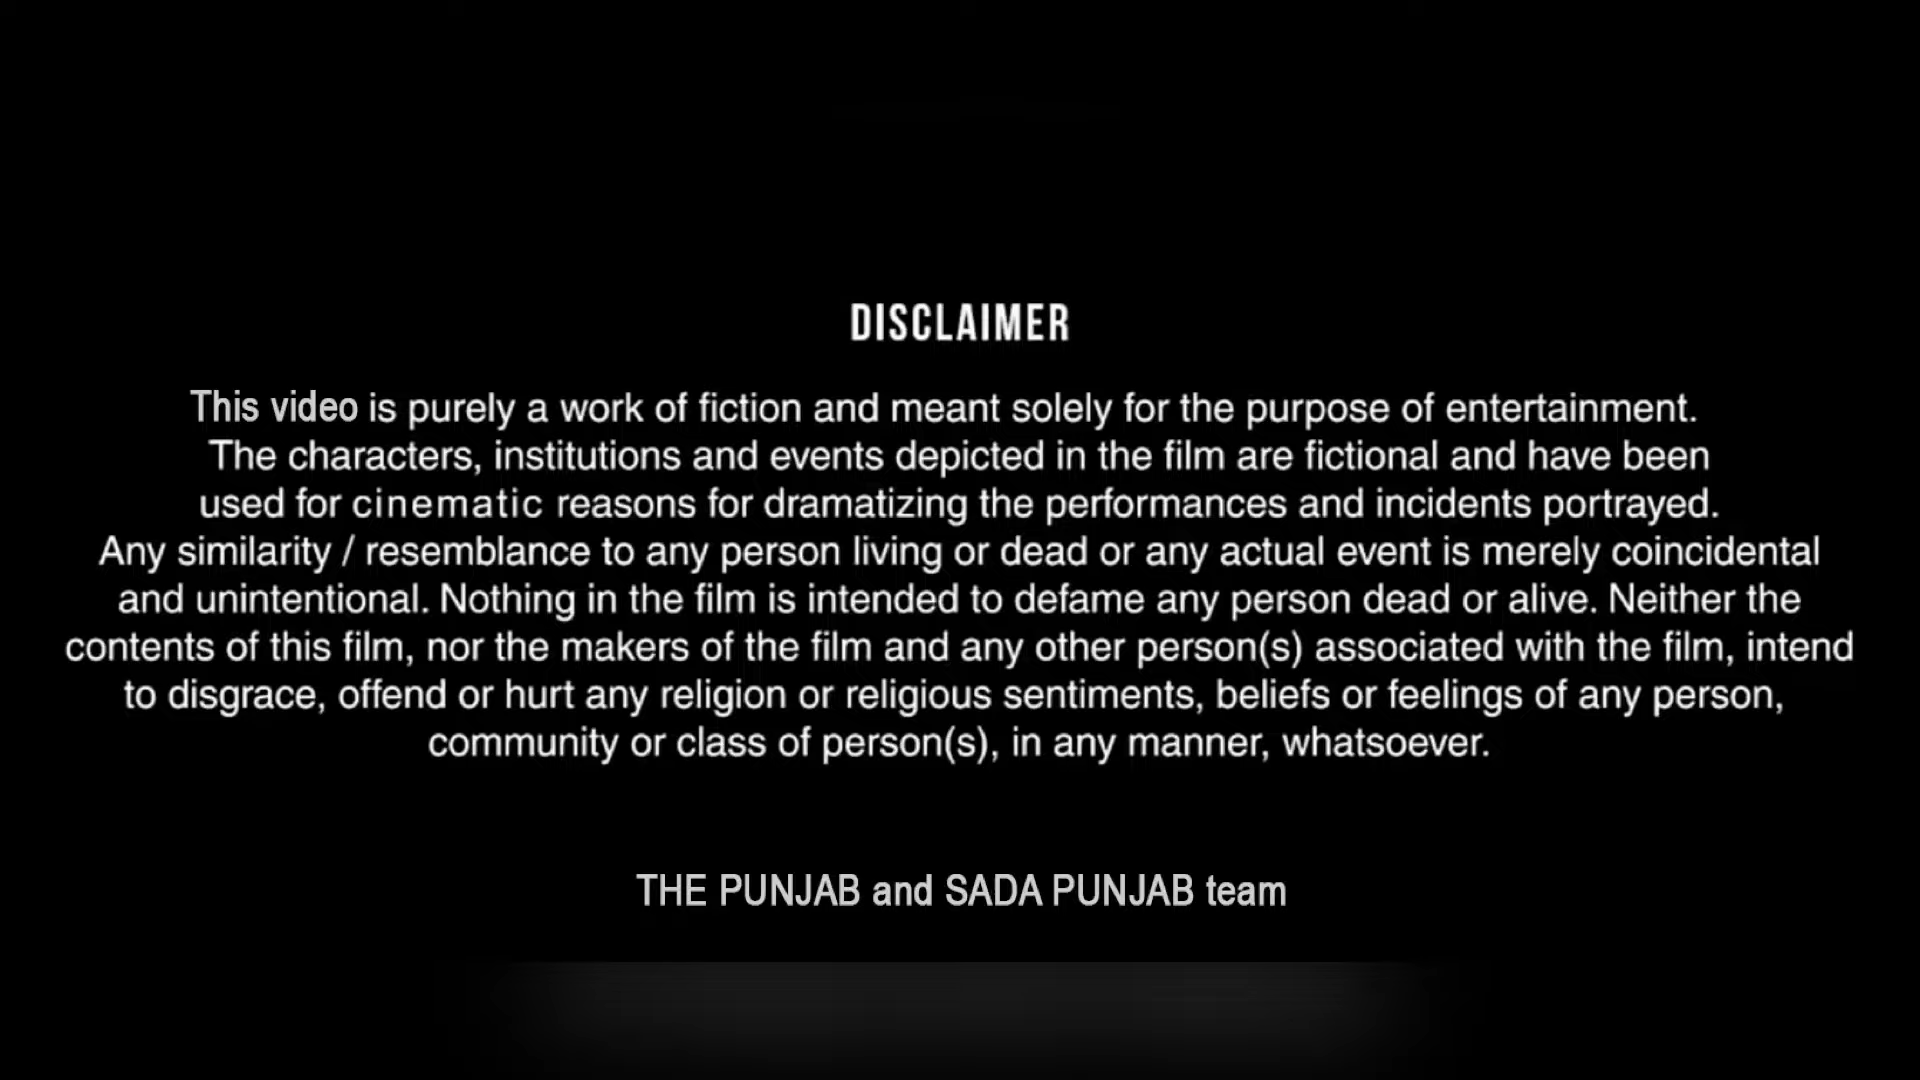 DISCLAIMER
This video is purely a work of fiction and meant solely for the purpose of entertainment.
The characters, institutions and events depicted in the film are fictional and have been
used for cinematic reasons for dramatizing the performances and incidents portrayed.
Any similarity / resemblance to any person living or dead or any actual event is merely coincidental
and unintentional. Nothing in the film is intended to defame any person dead or alive. Neither the
contents of this film, nor the makers of the film and any other person(s) associated with the film, intend
to disgrace, offend or hurt any religion or religious sentiments, beliefs or feelings of any person,
community or class of person(s), in any manner, whatsoever.
THE PUNJAB and SADA PUNJAB team